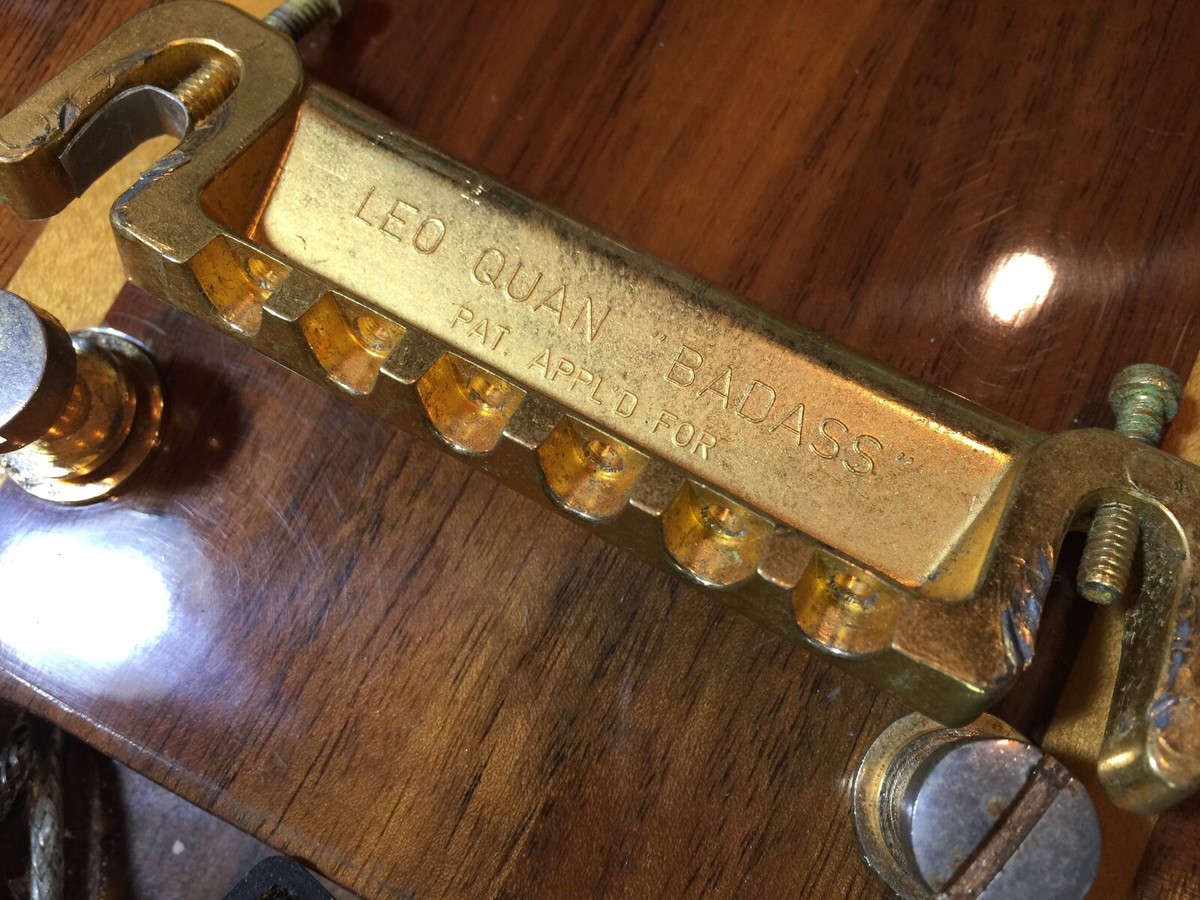 LEO QUAN "BADASS"
PAT. APPL'D.FOR